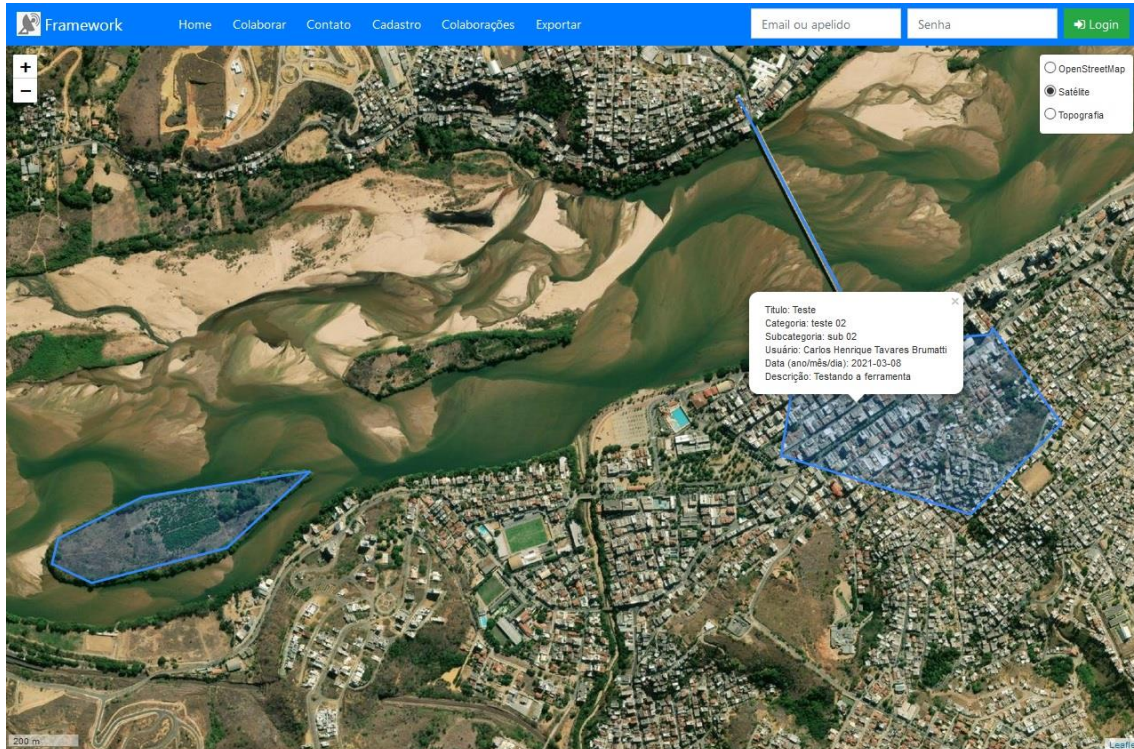 Framework
Home
Colaborar
Contato
Cadastro
Colaborações
Exportar
Email ou apelido
Senha
Login
+
−
OpenStreetMap
Satélite
Topografia
×
Titulo: Teste
Categoria: teste 02
Subcategoria: sub 02
Usuário: Carlos Henrique Tavares Brumatti
Data (ano/mês/dia): 2021-03-08
Descrição: Testando a ferramenta
200 m